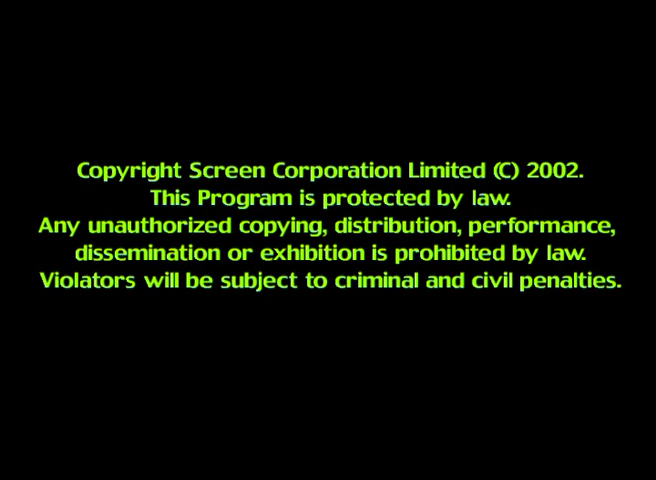 Copyright Screen Corporation Limited (C) 2002.
This Program is protected by law.
Any unauthorized copying, distribution, performance,
dissemination or exhibition is prohibited by law.
Violators will be subject to criminal and civil penalties.